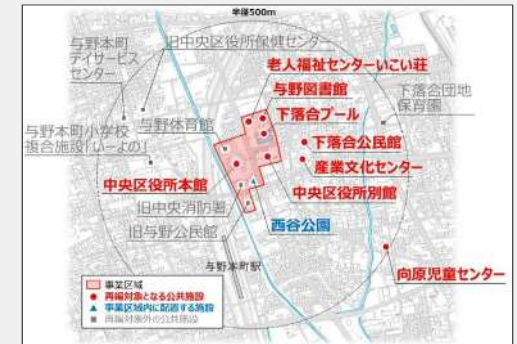 半径500m
与野本町
デイサービス
センター
旧中央区役所保健センター
老人福祉センターいこい荘
与野図書館
下落合プール
下落合団地
保育園
与野本町小学校
複合施設「いーよの」
与野体育館
下落合公民館
産業文化センター
中央区役所本館
中央区役所別館
旧中央消防署
旧与野公民館
西谷公園
与野本町駅
向原児童センター
事業区域
再編対象となる公共施設
事業区域内に配置する施設
再編対象外の公共施設